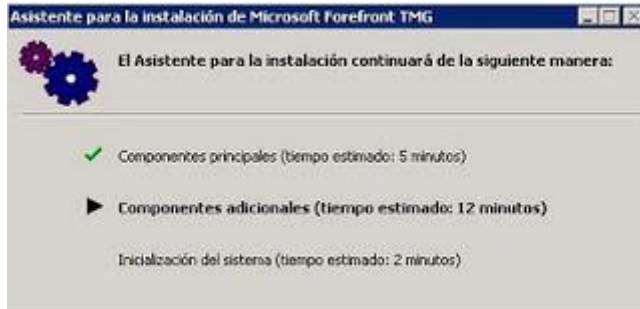 Asistente para la instalación de Microsoft Forefront TMG
El Asistente para la instalación continuará de la siguiente manera:
Componentes principales (tiempo estimado: 5 minutos)
Componentes adicionales (tiempo estimado: 12 minutos)
Inicialización del sistema (tiempo estimado: 2 minutos)